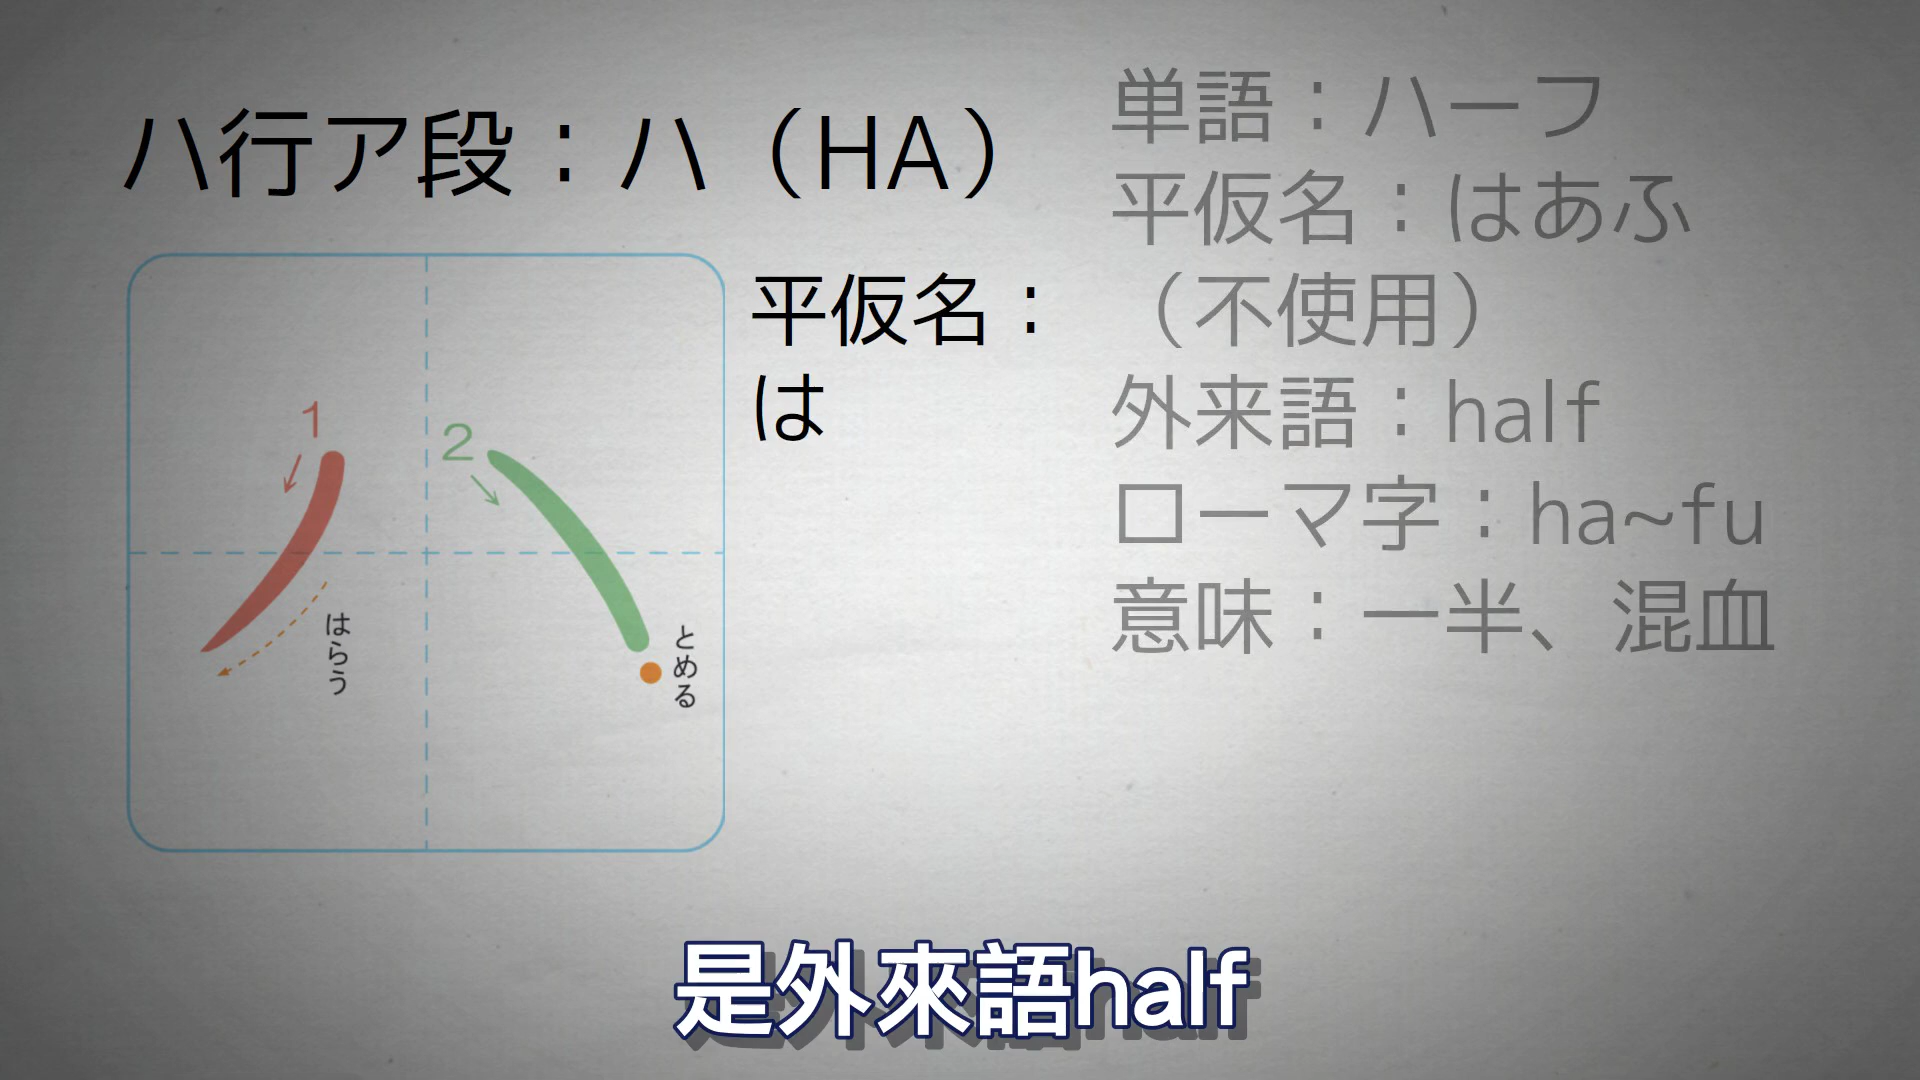 ハ行ア段：ハ（HA）
1
2
はらう
とめる
平仮名：
は
単語：ハーフ
平仮名：はあふ
（不使用）
外来語：half
ローマ字：ha~fu
意味：一半、混血
是外來語half